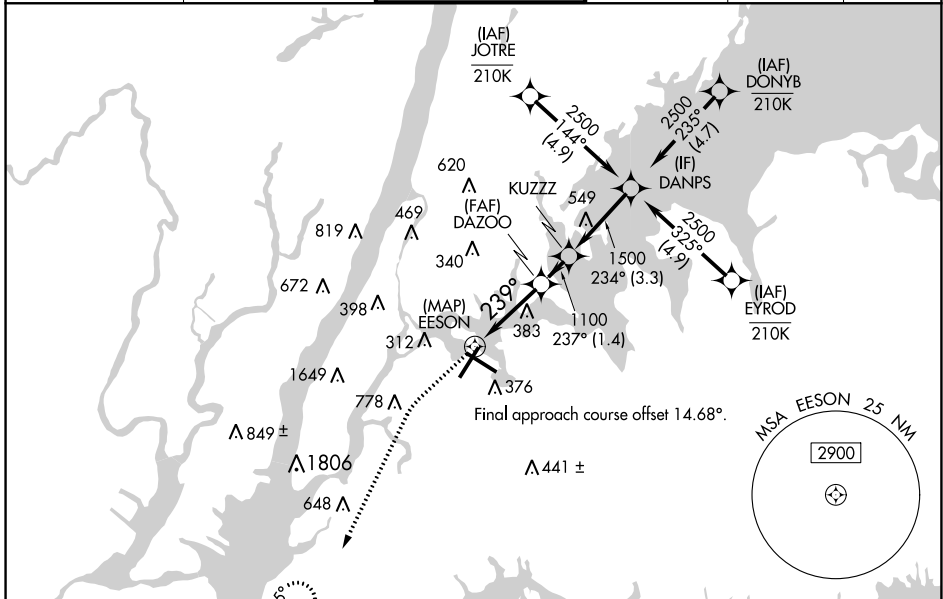 (IAF)
JOTRE
210K
(IAF)
DONYB
210K
2500
144°
(4.9)
2500
235°
(4.7)
(IF)
DANPS
620
KUZZZ
549
(FAF)
DAZOO
469
819
340
2500
325°
(4.9)
1500
234° (3.3)
672
398
239°
(MAP)
EESON
(IAF)
EYROD
210K
383
1100
237° (1.4)
312
1649
376
778
Final approach course offset 14.68°.
MSA EESON 25 NM
849 ±
2900
1806
441 ±
648
5°